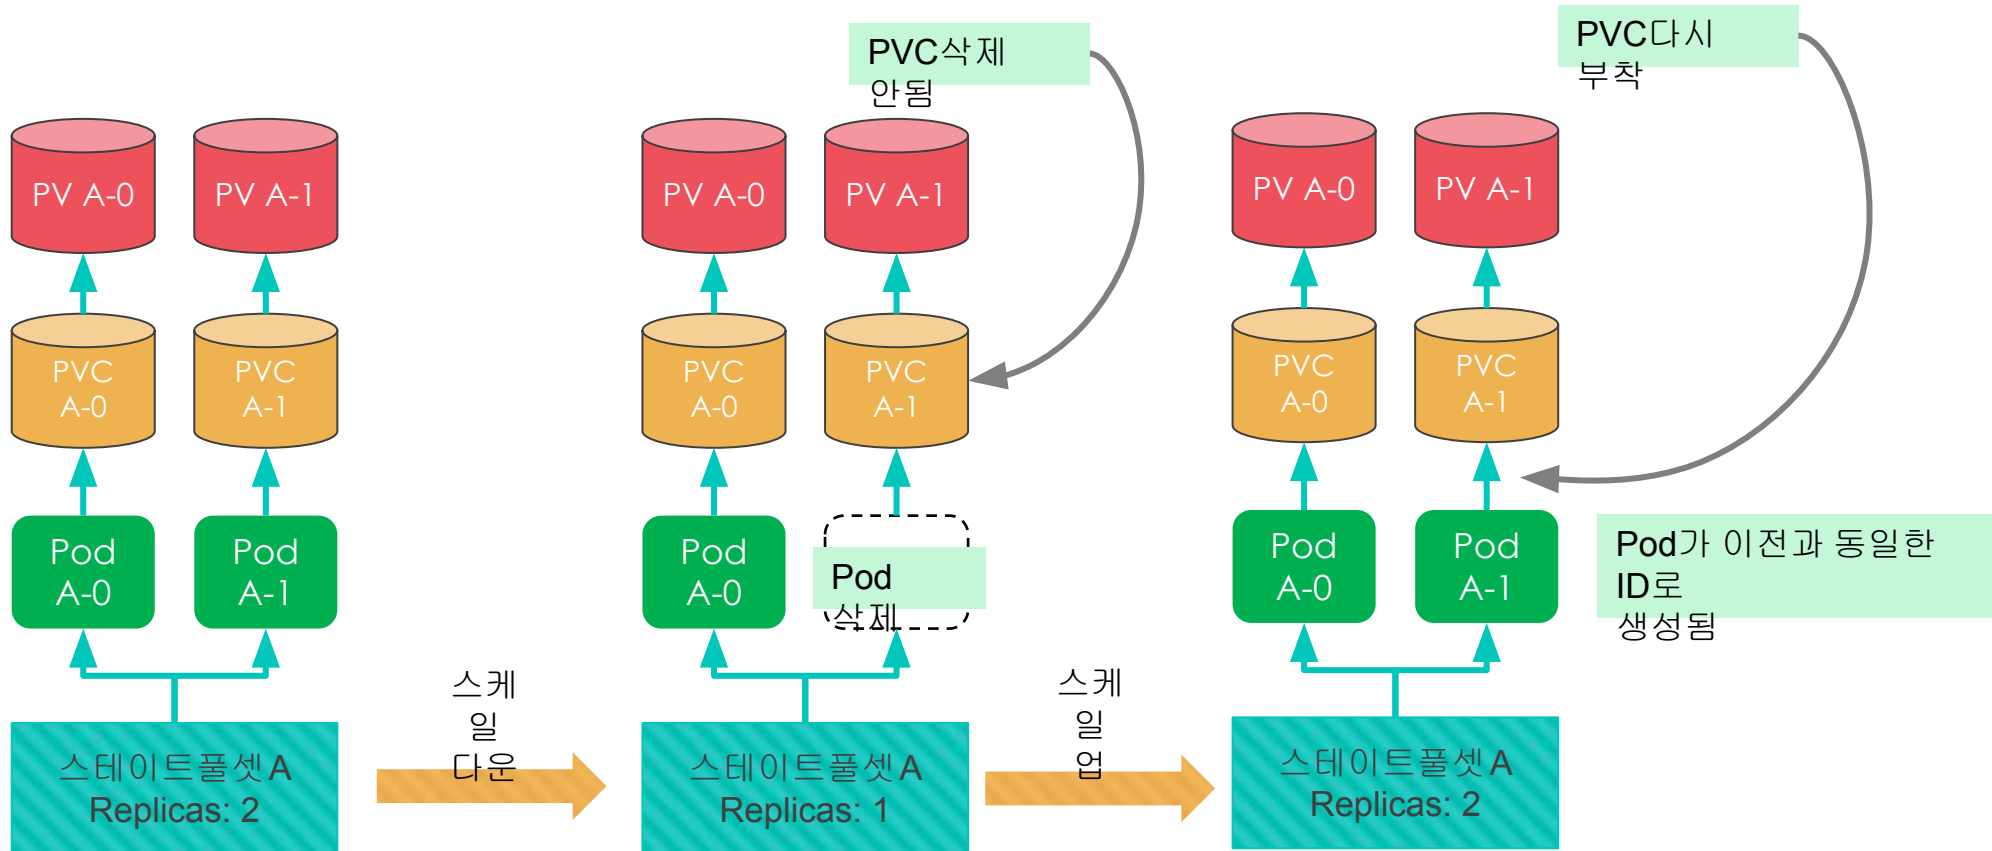 PVC삭제
안됨
PVC다시
부착
PV A-0
PV A-1
PV A-0
PV A-1
PV A-0
PV A-1
PVC
A-0
PVC
A-1
PVC
A-0
PVC
A-1
PVC
A-0
PVC
A-1
Pod
A-0
Pod
A-1
Pod
A-0
Pod
삭제
Pod
A-0
Pod
A-1
Pod가 이전과 동일한
ID로
생성됨
스케
일
다운
스케
일
업
스테이트풀셋A
Replicas: 2
스테이트풀셋A
Replicas: 1
스테이트풀셋A
Replicas: 2